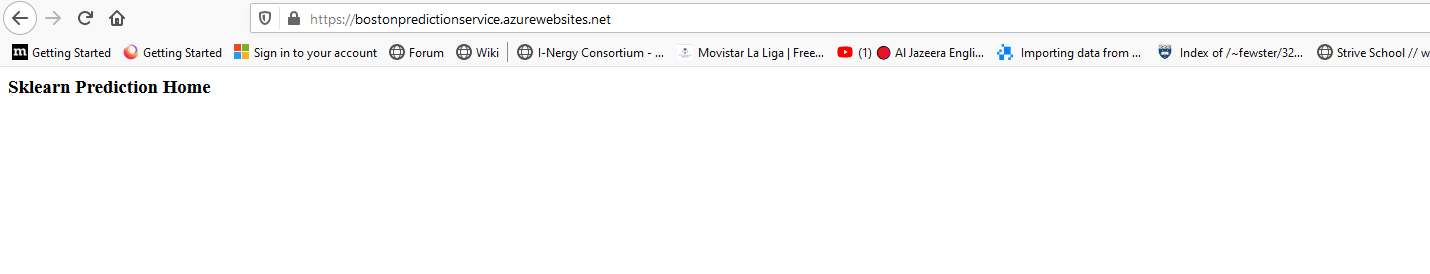 https://bostonpredictionservice.azurewebsites.net
m Getting Started Getting Started Sign in to your account Forum Wiki I-Nergy Consortium - ... Movistar La Liga | Free... (1) Al Jazeera Engli... Importing data from ... Index of /~fewster/32... Strive School // w
Sklearn Prediction Home